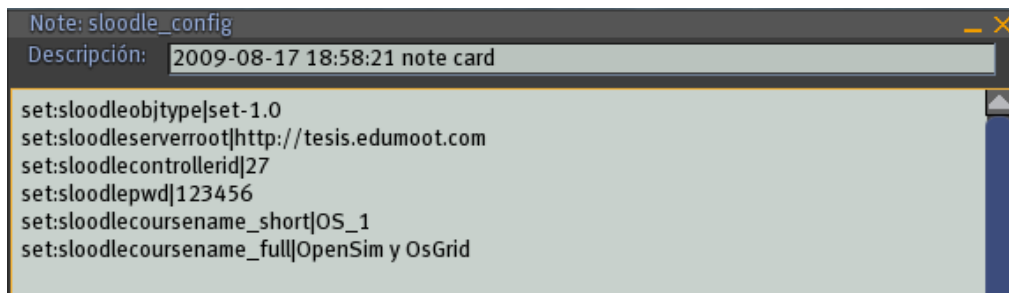 Note: sloodle_config
Descripción: 2009-08-17 18:58:21 note card
set:sloodleobjtype|set-1.0
set:sloodleserverroot|http://tesis.edumoot.com
set:sloodlecontrollerid|27
set:sloodlepwd|123456
set:sloodlecoursename_short|OS_1
set:sloodlecoursename_full|OpenSim y OsGrid